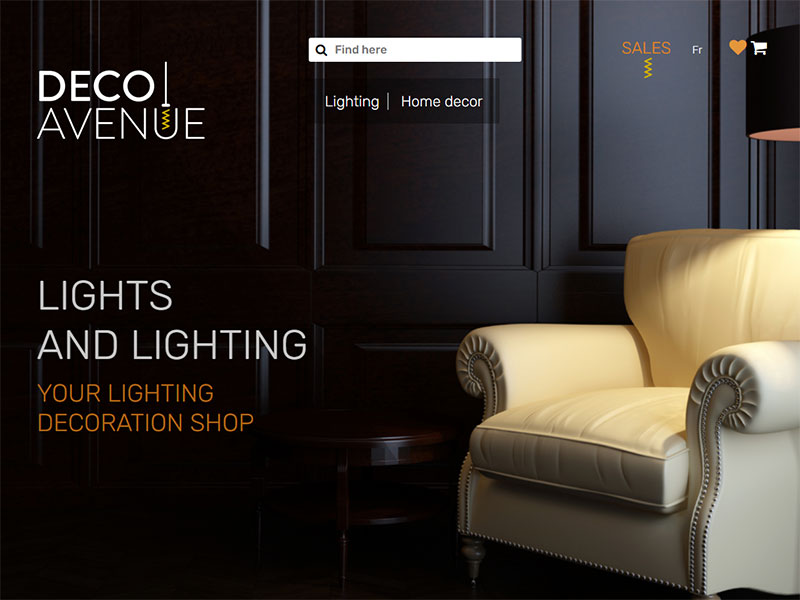 Find here
SALES
Fr
DECO
AVENUE
Lighting | Home decor
LIGHTS
AND LIGHTING
YOUR LIGHTING
DECORATION SHOP